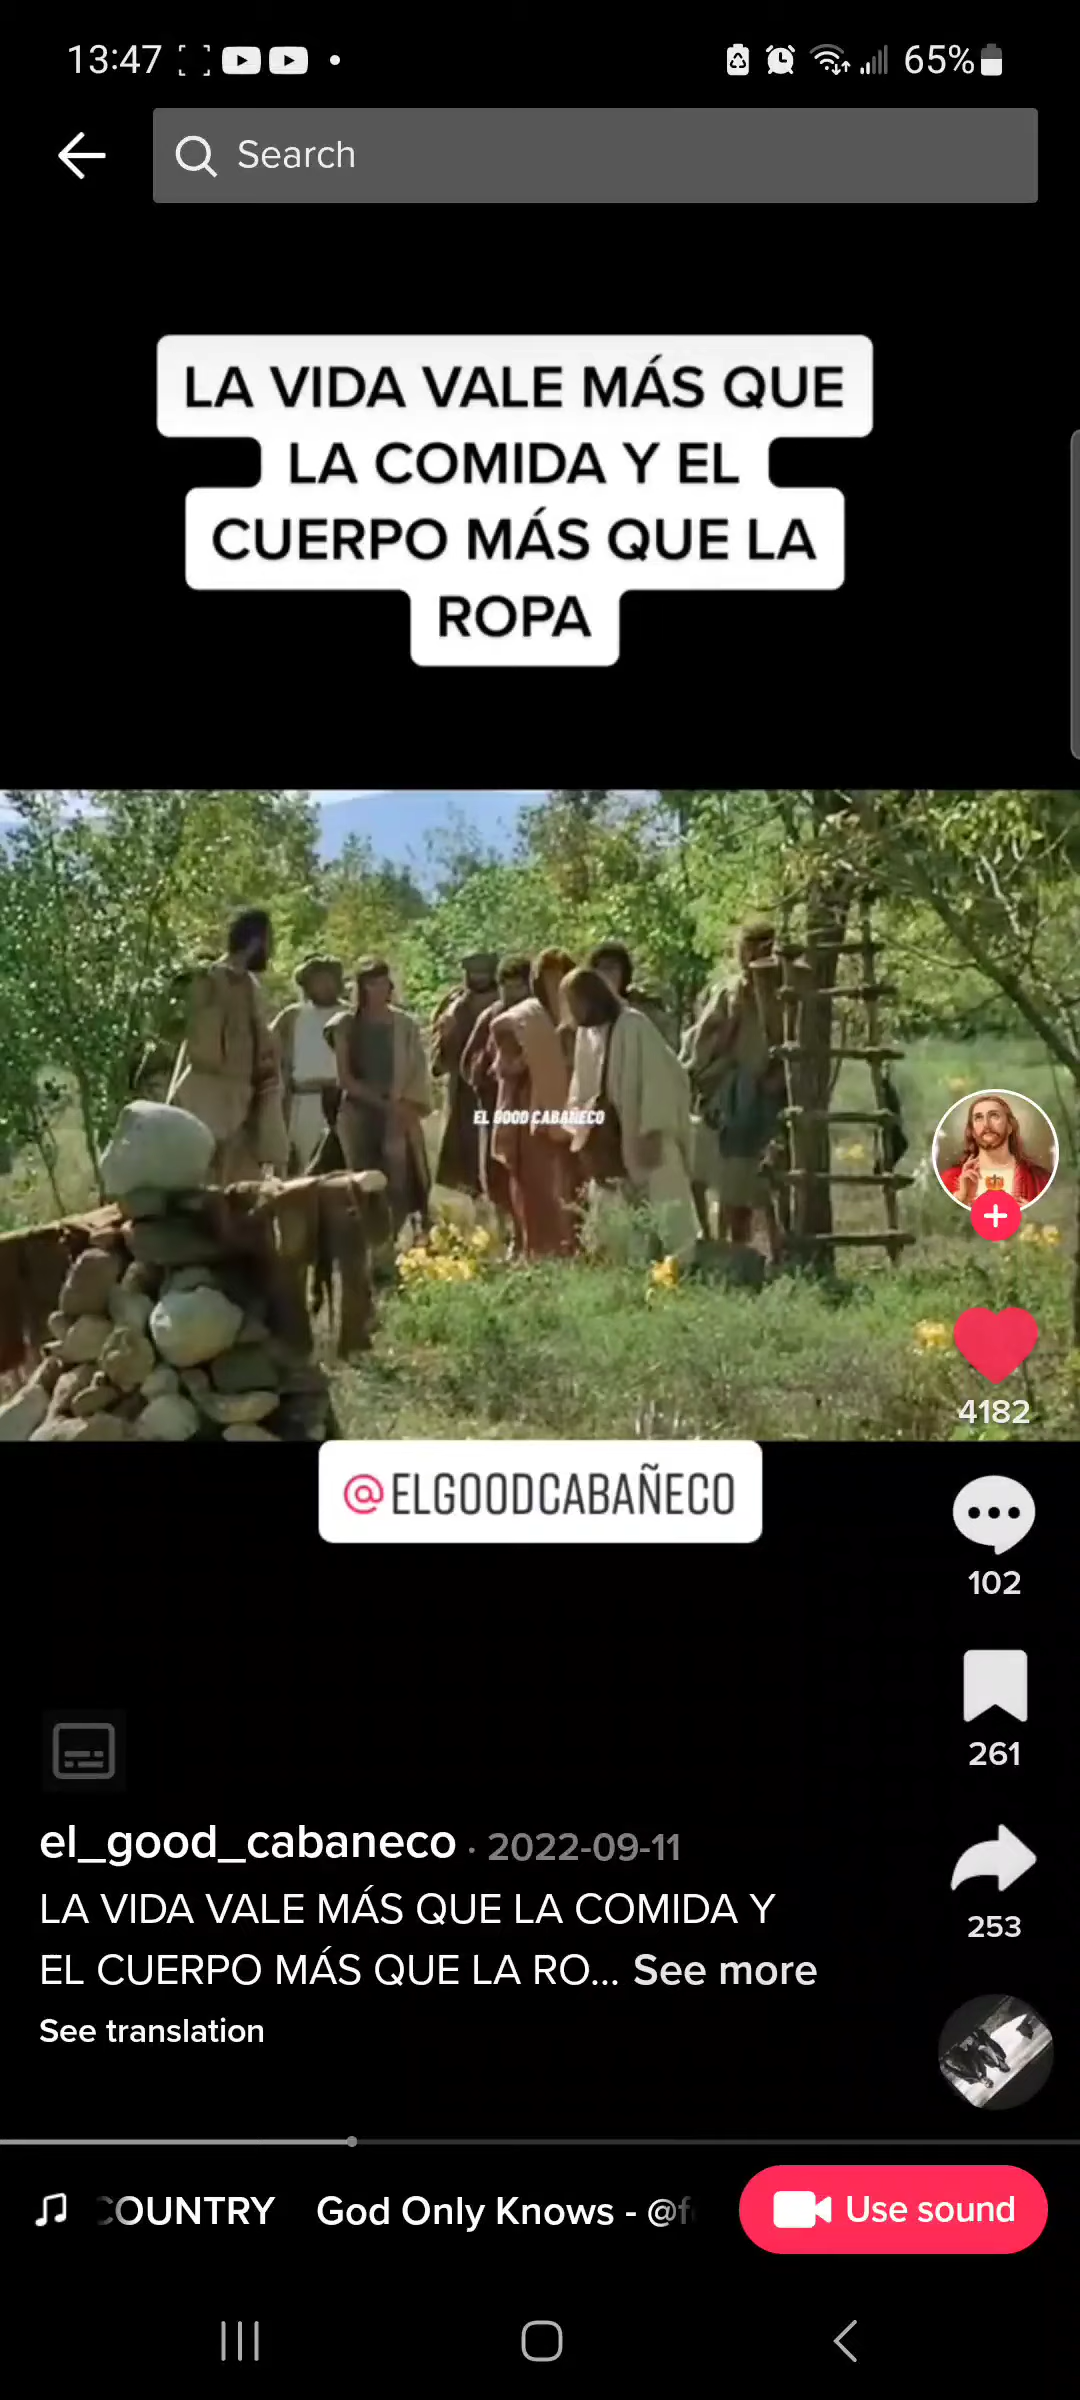 13:47
65%
Search
LA VIDA VALE MÁS QUE
LA COMIDA Y EL
CUERPO MÁS QUE LA
ROPA
EL GOOD CABAÑECO
4182
@ELGOODCABAÑECO
102
261
253
el_good_cabaneco · 2022-09-11
LA VIDA VALE MÁS QUE LA COMIDA Y
EL CUERPO MÁS QUE LA RO... See more
See translation
COUNTRY God Only Knows - @f
Use sound